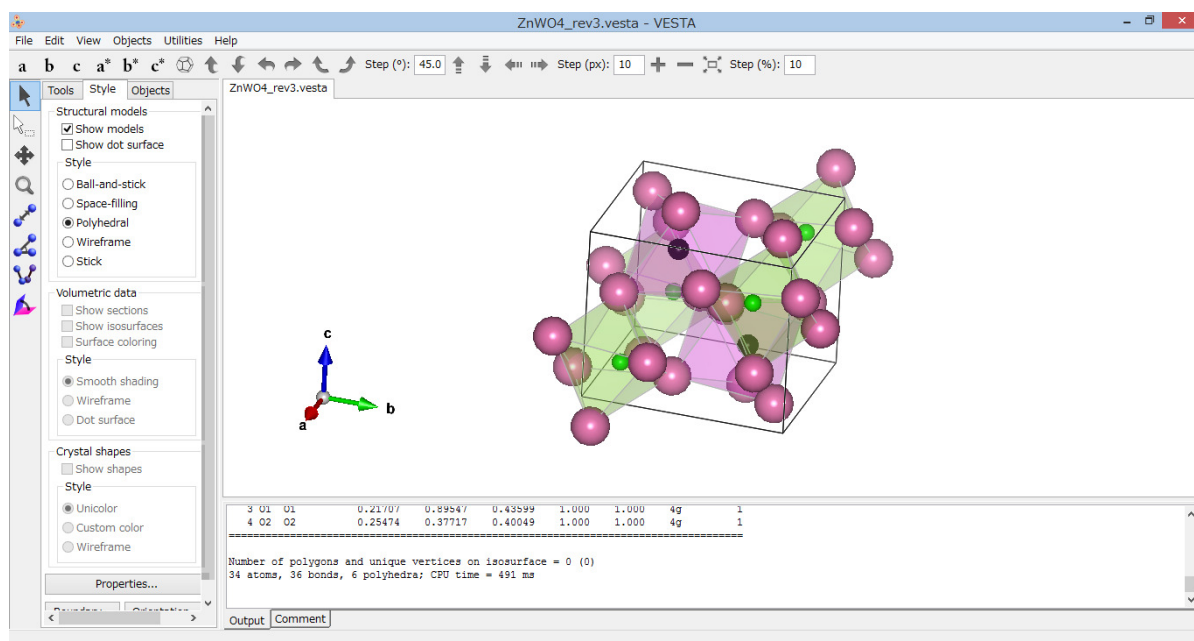 ZnWO4_rev3.vesta - VESTA
File Edit View Objects Utilities Help
a b c a* b* c* Step (°): 45.0 Step (px): 10 Step (%): 10
Tools Style Objects
ZnWO4_rev3.vesta
Structural models
Show models
Show dot surface
Style
Ball-and-stick
Space-filling
Polyhedral
Wireframe
Stick
Volumetric data
Show sections
Show isosurfaces
Surface coloring
Style
Smooth shading
Wireframe
Dot surface
Crystal shapes
Show shapes
Style
Unicolor
Custom color
Wireframe
Properties...
Boundary... Orientation...
c
b
a
3 O1 O1 0.21707 0.89547 0.43599 1.000 1.000 4g 1
4 O2 O2 0.25474 0.37717 0.40049 1.000 1.000 4g 1
================================================================================
Number of polygons and unique vertices on isosurface = 0 (0)
34 atoms, 36 bonds, 6 polyhedra; CPU time = 491 ms
Output Comment